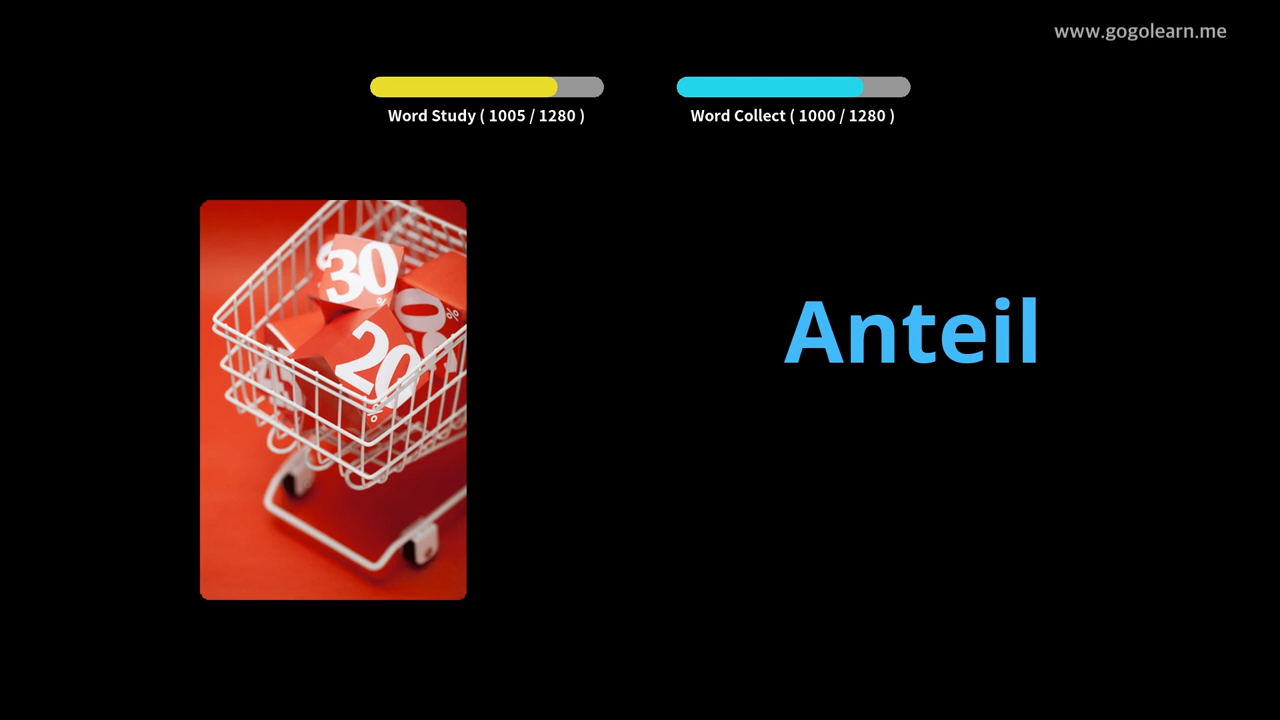 www.gogolearn.me
Word Study ( 1005 / 1280 )
Word Collect ( 1000 / 1280 )
30
%
20
%
Anteil